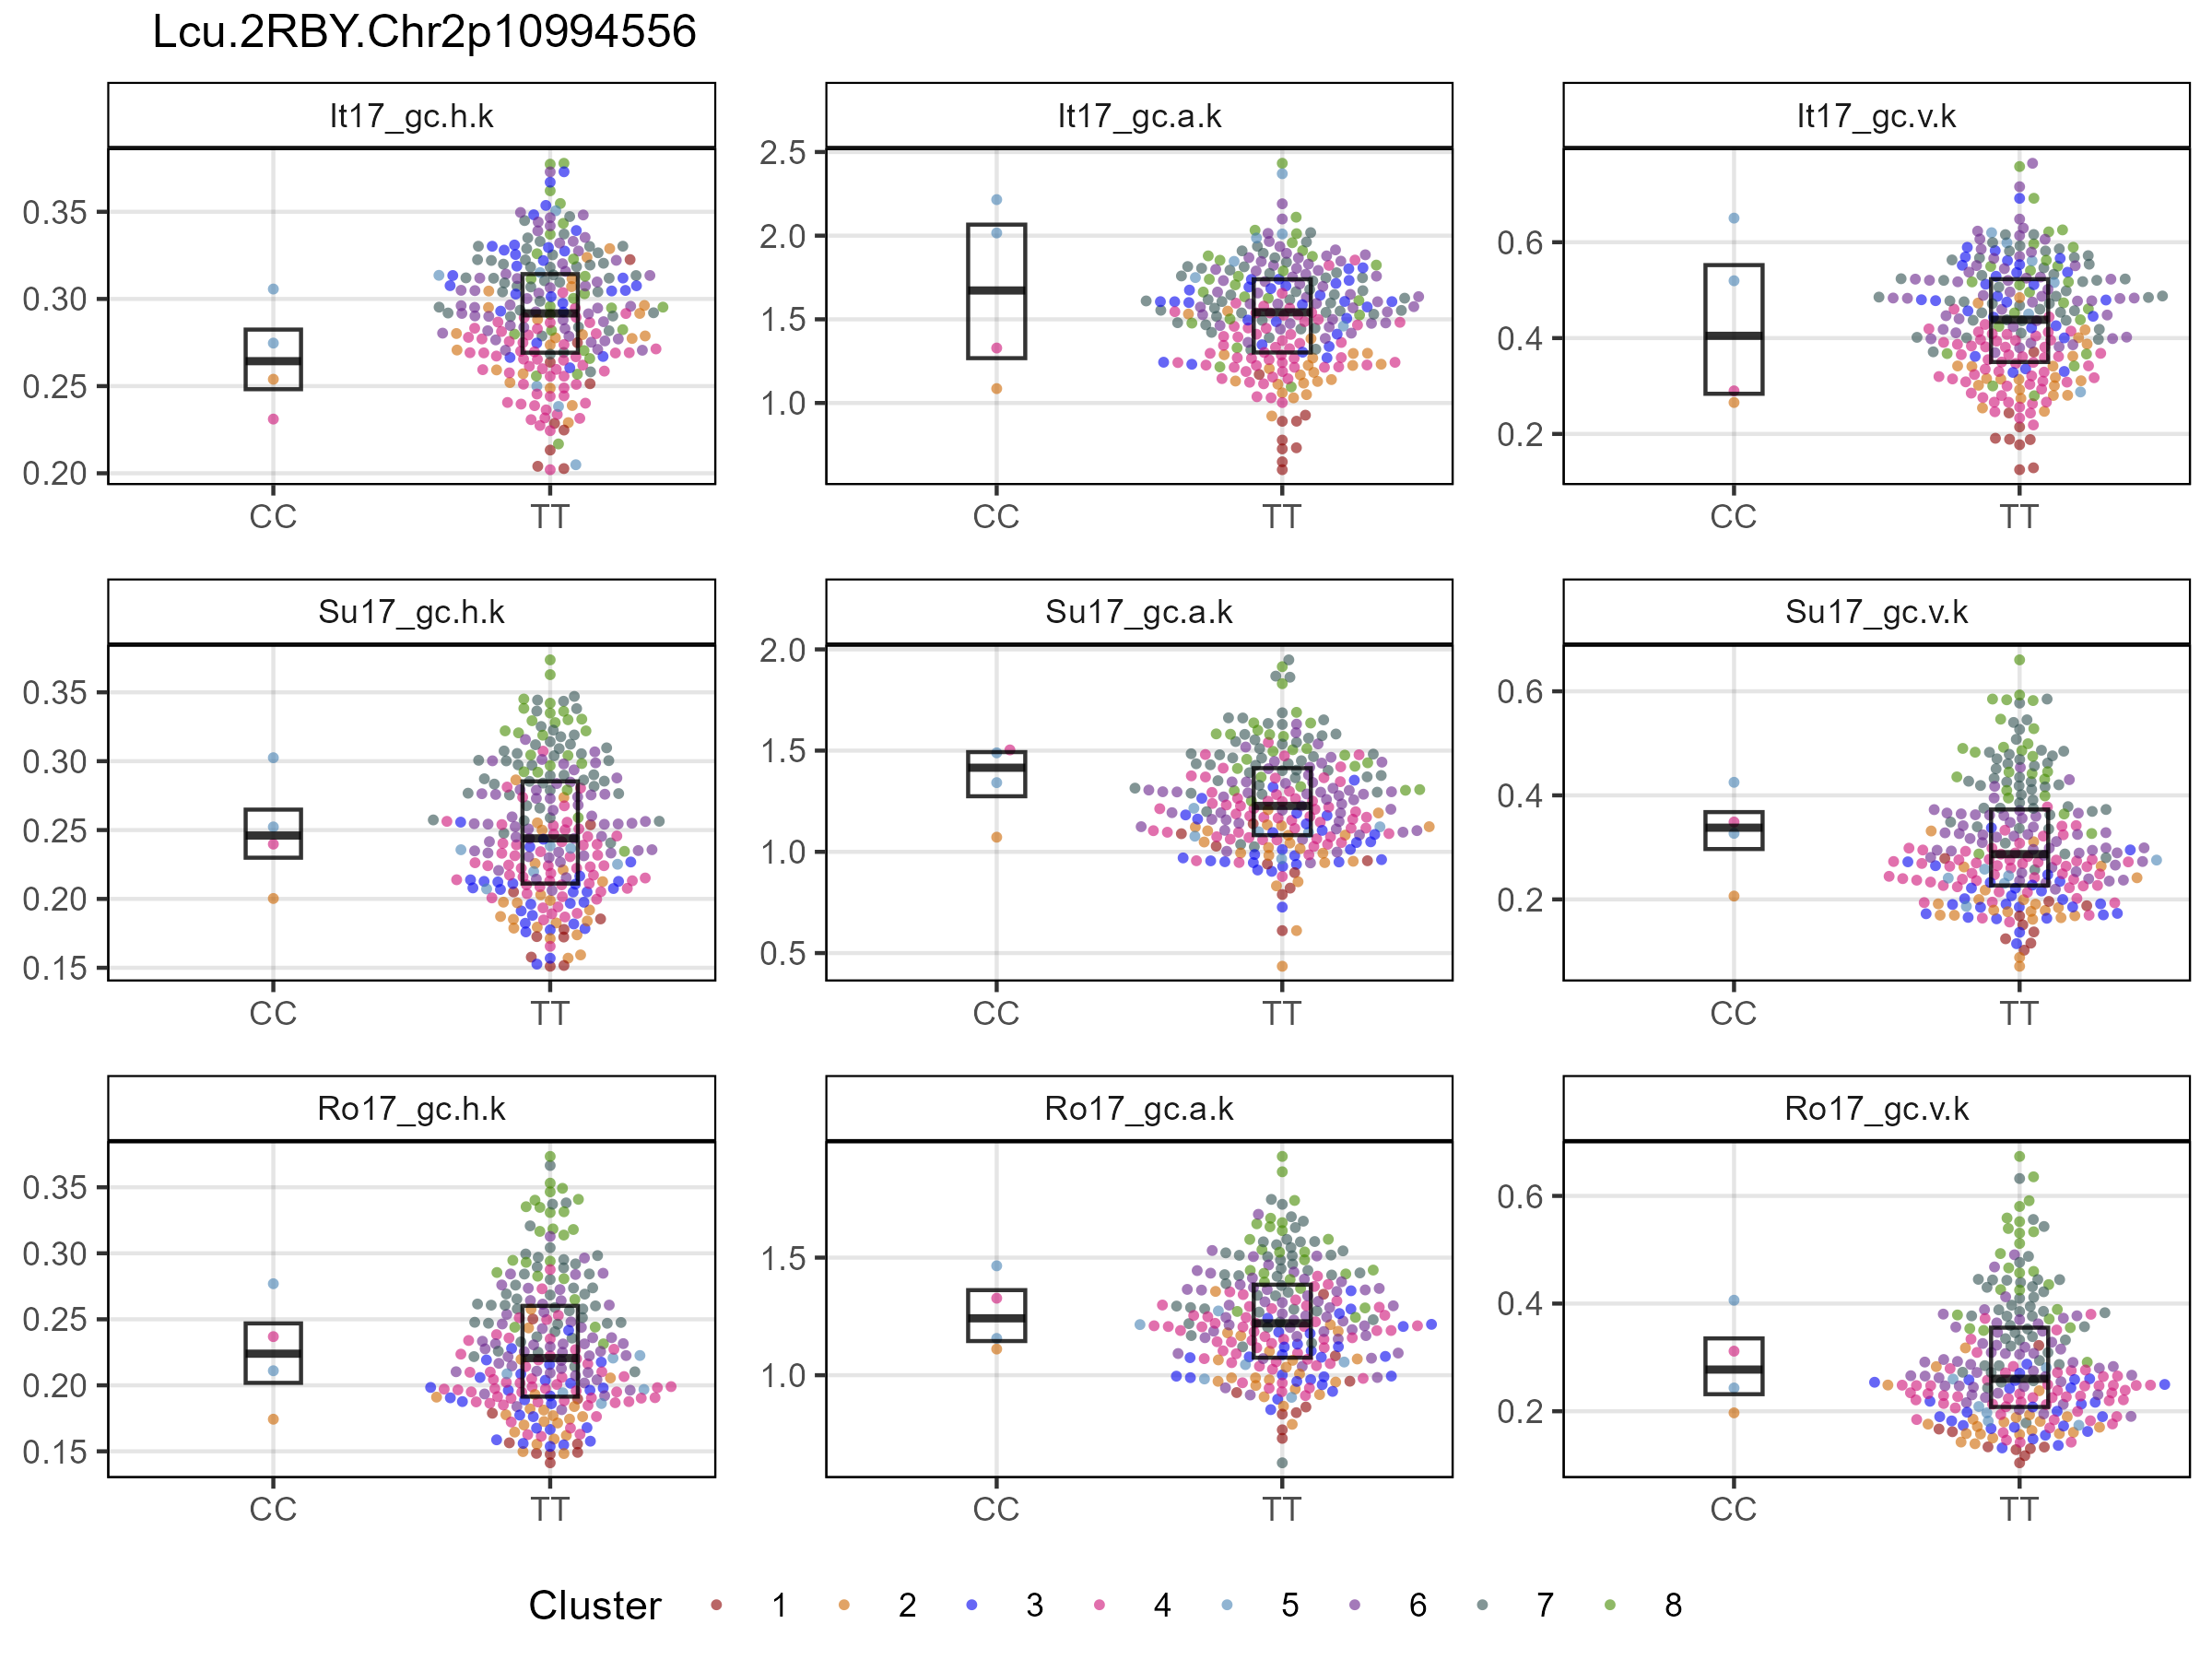 Lcu.2RBY.Chr2p10994556
It17_gc.h.k
It17_gc.a.k
It17_gc.v.k
0.35
0.30
0.25
0.20
CC
TT
2.5
2.0
1.5
1.0
CC
TT
0.6
0.4
0.2
CC
TT
Su17_gc.h.k
Su17_gc.a.k
Su17_gc.v.k
0.35
0.30
0.25
0.20
0.15
CC
TT
2.0
1.5
1.0
0.5
CC
TT
0.6
0.4
0.2
CC
TT
Ro17_gc.h.k
Ro17_gc.a.k
Ro17_gc.v.k
0.35
0.30
0.25
0.20
0.15
CC
TT
1.5
1.0
CC
TT
0.6
0.4
0.2
CC
TT
Cluster 1 2 3 4 5 6 7 8